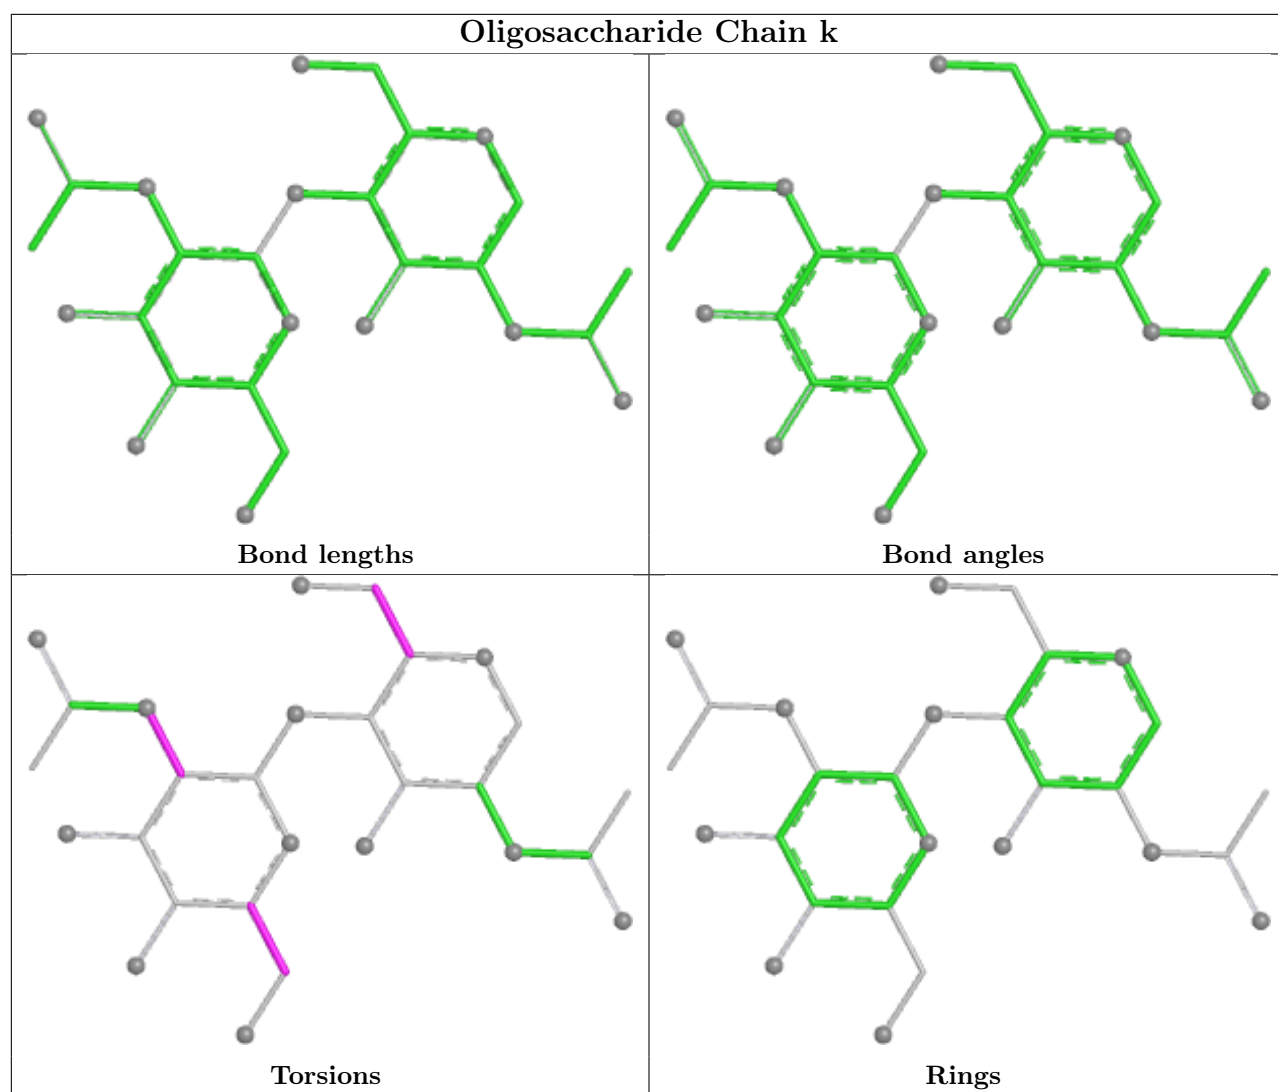 Oligosaccharide Chain k
Bond lengths
Bond angles
Torsions
Rings